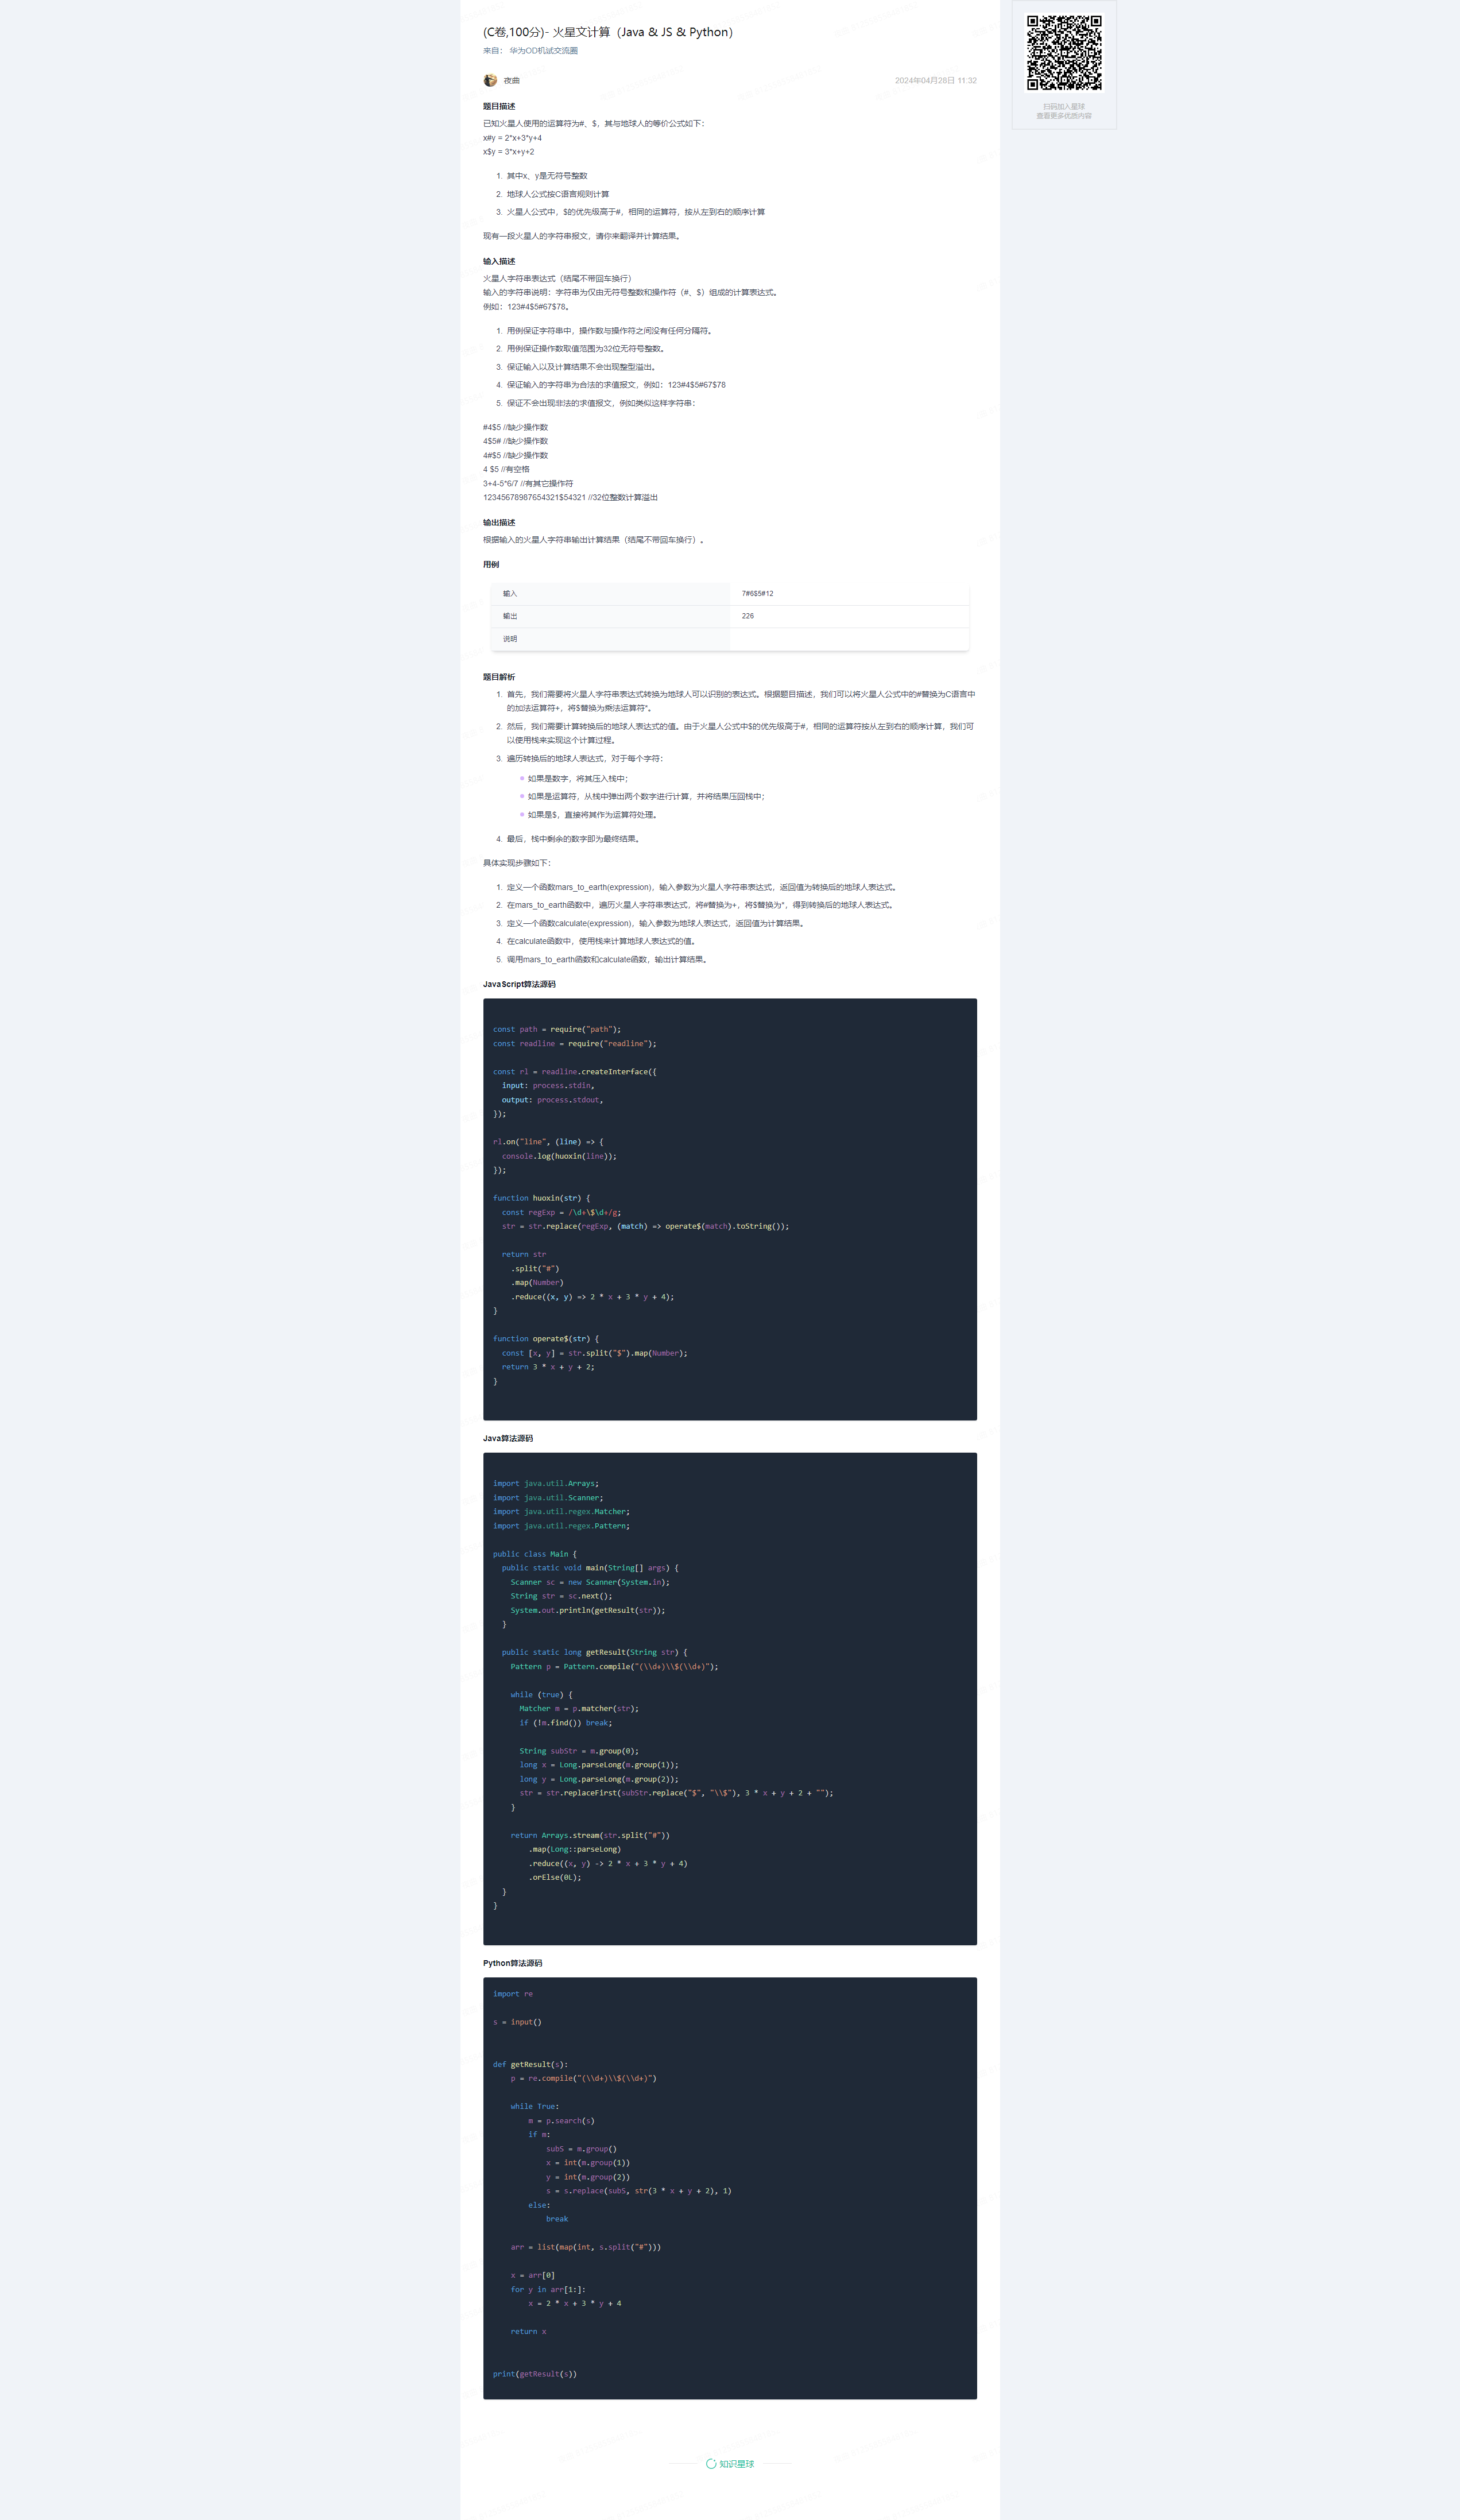 (C卷,100分)- 火星文计算（Java & JS & Python）
来自： 华为OD机试交流圈
夜曲
2024年04月28日 11:32
扫码加入星球
查看更多优质内容
题目描述
已知火星人使用的运算符为#、$，其与地球人的等价公式如下：
x#y = 2*x+3*y+4
x$y = 3*x+y+2
1. 其中x、y是无符号整数
2. 地球人公式按C语言规则计算
3. 火星人公式中，$的优先级高于#，相同的运算符，按从左到右的顺序计算
现有一段火星人的字符串报文，请你来翻译并计算结果。
输入描述
火星人字符串表达式（结尾不带回车换行）
输入的字符串说明：字符串为仅由无符号整数和操作符（#、$）组成的计算表达式。
例如：123#4$5#67$78。
1. 用例保证字符串中，操作数与操作符之间没有任何分隔符。
2. 用例保证操作数取值范围为32位无符号整数。
3. 保证输入以及计算结果不会出现整型溢出。
4. 保证输入的字符串为合法的求值报文，例如：123#4$5#67$78
5. 保证不会出现非法的求值报文，例如类似这样字符串：
#4$5 //缺少操作数
4$5# //缺少操作数
4#$5 //缺少操作数
4 $5 //有空格
3+4-5*6/7 //有其它操作符
12345678987654321$54321 //32位整数计算溢出
输出描述
根据输入的火星人字符串输出计算结果（结尾不带回车换行）。
用例
输入 7#6$5#12
输出 226
说明
题目解析
1. 首先，我们需要将火星人字符串表达式转换为地球人可以识别的表达式。根据题目描述，我们可以将火星人公式中的#替换为C语言中
的加法运算符+，将$替换为乘法运算符*。
2. 然后，我们需要计算转换后的地球人表达式的值。由于火星人公式中$的优先级高于#，相同的运算符按从左到右的顺序计算，我们可
以使用栈来实现这个计算过程。
3. 遍历转换后的地球人表达式，对于每个字符：
如果是数字，将其压入栈中；
如果是运算符，从栈中弹出两个数字进行计算，并将结果压回栈中；
如果是$，直接将其作为运算符处理。
4. 最后，栈中剩余的数字即为最终结果。
具体实现步骤如下：
1. 定义一个函数mars_to_earth(expression)，输入参数为火星人字符串表达式，返回值为转换后的地球人表达式。
2. 在mars_to_earth函数中，遍历火星人字符串表达式，将#替换为+，将$替换为*，得到转换后的地球人表达式。
3. 定义一个函数calculate(expression)，输入参数为地球人表达式，返回值为计算结果。
4. 在calculate函数中，使用栈来计算地球人表达式的值。
5. 调用mars_to_earth函数和calculate函数，输出计算结果。
JavaScript算法源码
const path = require("path");
const readline = require("readline");
const rl = readline.createInterface({
  input: process.stdin,
  output: process.stdout,
});
rl.on("line", (line) => {
  console.log(huoxin(line));
});
function huoxin(str) {
  const regExp = /\d+\$\d+/g;
  str = str.replace(regExp, (match) => operate$(match).toString());
  return str
    .split("#")
    .map(Number)
    .reduce((x, y) => 2 * x + 3 * y + 4);
}
function operate$(str) {
  const [x, y] = str.split("$").map(Number);
  return 3 * x + y + 2;
}
Java算法源码
import java.util.Arrays;
import java.util.Scanner;
import java.util.regex.Matcher;
import java.util.regex.Pattern;
public class Main {
  public static void main(String[] args) {
    Scanner sc = new Scanner(System.in);
    String str = sc.next();
    System.out.println(getResult(str));
  }
  public static long getResult(String str) {
    Pattern p = Pattern.compile("(\\d+)\\$(\\d+)");
    while (true) {
      Matcher m = p.matcher(str);
      if (!m.find()) break;
      String subStr = m.group(0);
      long x = Long.parseLong(m.group(1));
      long y = Long.parseLong(m.group(2));
      str = str.replaceFirst(subStr.replace("$", "\\$"), 3 * x + y + 2 + "");
    }
    return Arrays.stream(str.split("#"))
        .map(Long::parseLong)
        .reduce((x, y) -> 2 * x + 3 * y + 4)
        .orElse(0L);
  }
}
Python算法源码
import re
s = input()
def getResult(s):
    p = re.compile("(\\d+)\\$(\\d+)")
    while True:
        m = p.search(s)
        if m:
            subS = m.group()
            x = int(m.group(1))
            y = int(m.group(2))
            s = s.replace(subS, str(3 * x + y + 2), 1)
        else:
            break
    arr = list(map(int, s.split("#")))
    x = arr[0]
    for y in arr[1:]:
        x = 2 * x + 3 * y + 4
    return x
print(getResult(s))
知识星球